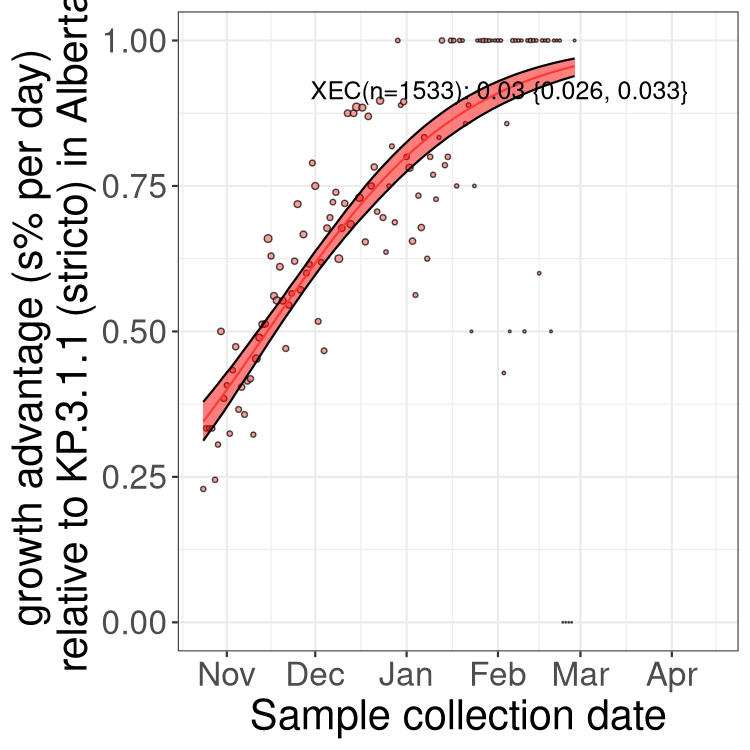 growth advantage (s% per day)
relative to KP.3.1.1 (stricto) in Alberta
1.00
0.75
0.50
0.25
0.00
XEC(n=1533): 0.03 {0.026, 0.033}
Nov Dec Jan Feb Mar Apr
Sample collection date